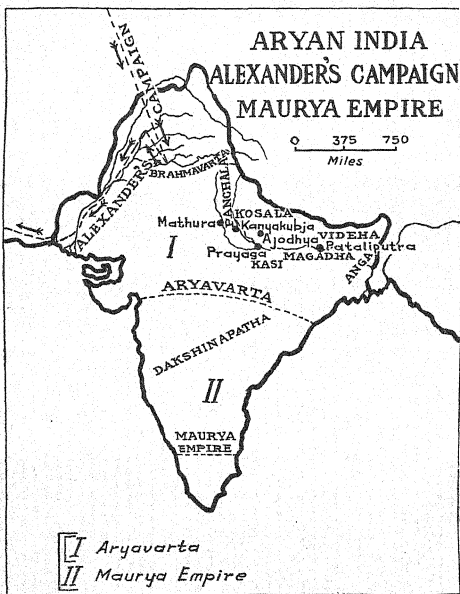 ARYAN INDIA
ALEXANDER'S CAMPAIGN
MAURYA EMPIRE
0 375 750
Miles
ALEXANDER'S CAMPAIGN
BRAHMAVARTA
PANCHALA
KOSALA
Mathura
Kanyakubja
Ajodhya
VIDEHA
Pataliputra
Prayaga
KASI
MAGADHA
ANGA
I
ARYAVARTA
DAKSHINAPATHA
II
MAURYA
EMPIRE
I Aryavarta
II Maurya Empire